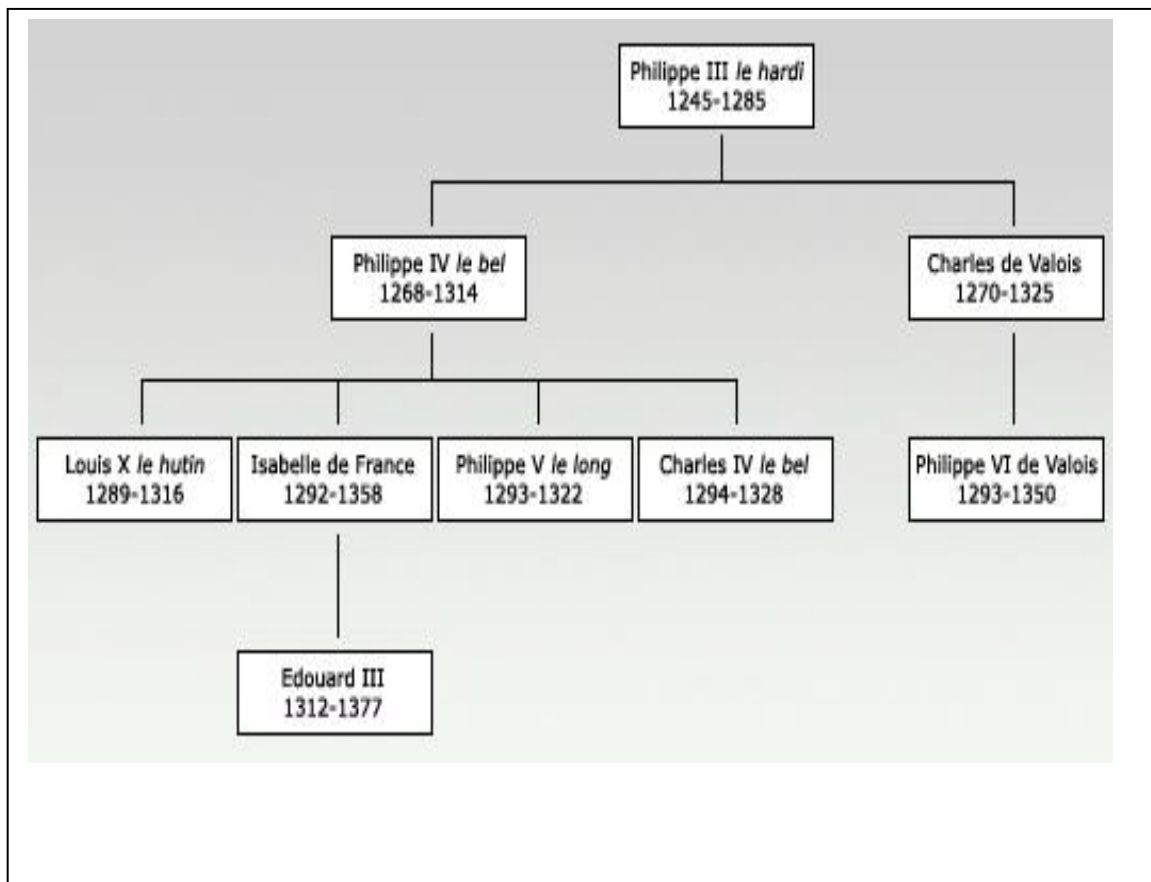 Philippe III le hardi
1245-1285
Philippe IV le bel
1268-1314
Charles de Valois
1270-1325
Louis X le hutin
1289-1316
Isabelle de France
1292-1358
Philippe V le long
1293-1322
Charles IV le bel
1294-1328
Philippe VI de Valois
1293-1350
Edouard III
1312-1377